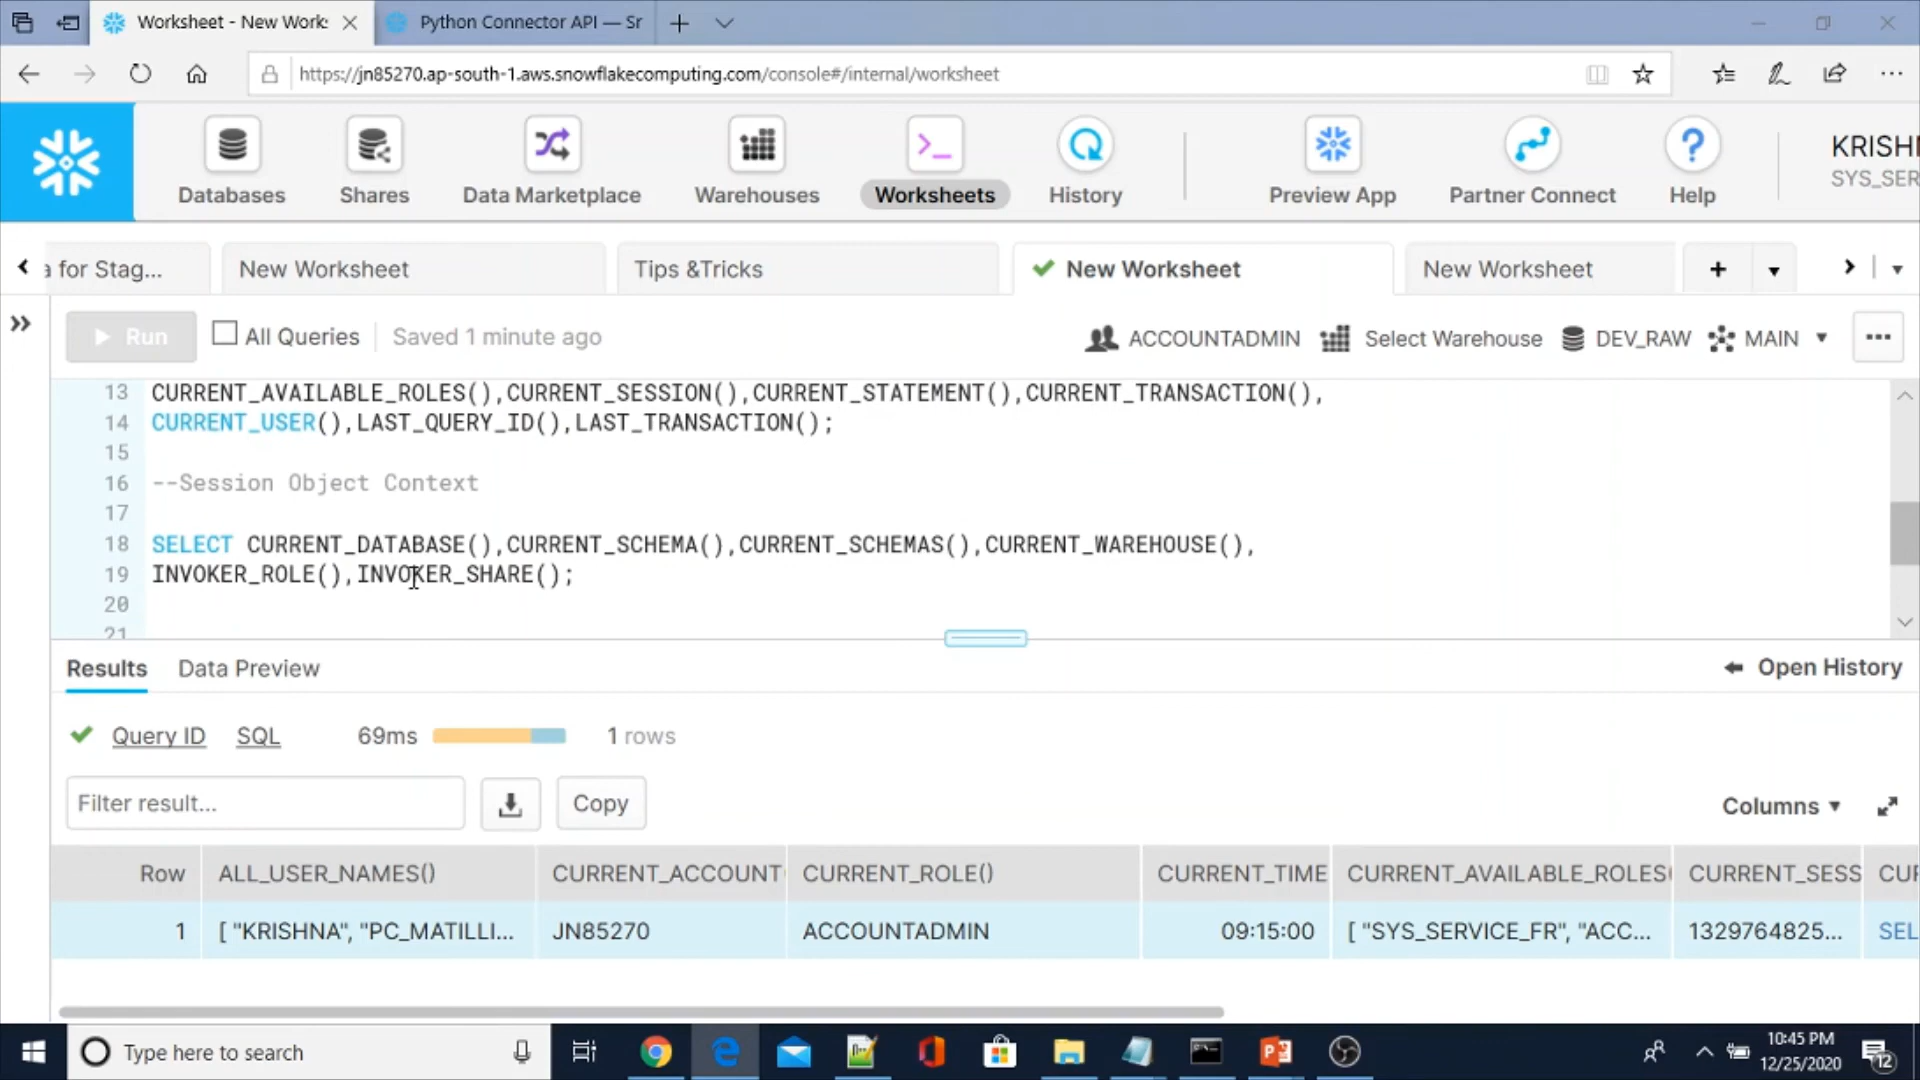 Worksheet - New Work
Python Connector API — Sr
https://jn85270.ap-south-1.aws.snowflakecomputing.com/console#/internal/worksheet
Databases
Shares
Data Marketplace
Warehouses
Worksheets
History
Preview App
Partner Connect
Help
KRISHN
SYS_SER
a for Stag...
New Worksheet
Tips &Tricks
New Worksheet
New Worksheet
Run
All Queries
Saved 1 minute ago
ACCOUNTADMIN
Select Warehouse
DEV_RAW
MAIN
13 CURRENT_AVAILABLE_ROLES(),CURRENT_SESSION(),CURRENT_STATEMENT(),CURRENT_TRANSACTION(),
14 CURRENT_USER(),LAST_QUERY_ID(),LAST_TRANSACTION();
15
16 --Session Object Context
17
18 SELECT CURRENT_DATABASE(),CURRENT_SCHEMA(),CURRENT_SCHEMAS(),CURRENT_WAREHOUSE(),
19 INVOKER_ROLE(),INVOKER_SHARE();
20
21
Results
Data Preview
Open History
Query ID
SQL
69ms
1 rows
Filter result...
Copy
Columns
Row ALL_USER_NAMES() CURRENT_ACCOUNT( CURRENT_ROLE() CURRENT_TIME CURRENT_AVAILABLE_ROLES( CURRENT_SESS CUR
1 [ "KRISHNA", "PC_MATILLI... JN85270 ACCOUNTADMIN 09:15:00 [ "SYS_SERVICE_FR", "ACC... 1329764825... SEL
Type here to search
10:45 PM
12/25/2020
12